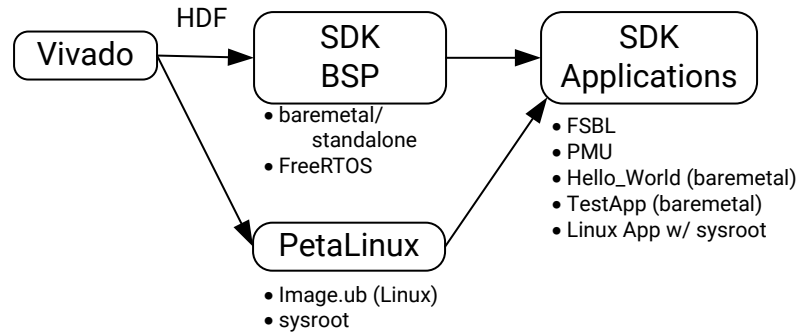 HDF
Vivado
SDK
BSP
• baremetal/
standalone
• FreeRTOS
SDK
Applications
• FSBL
• PMU
• Hello_World (baremetal)
• TestApp (baremetal)
• Linux App w/ sysroot
PetaLinux
• Image.ub (Linux)
• sysroot